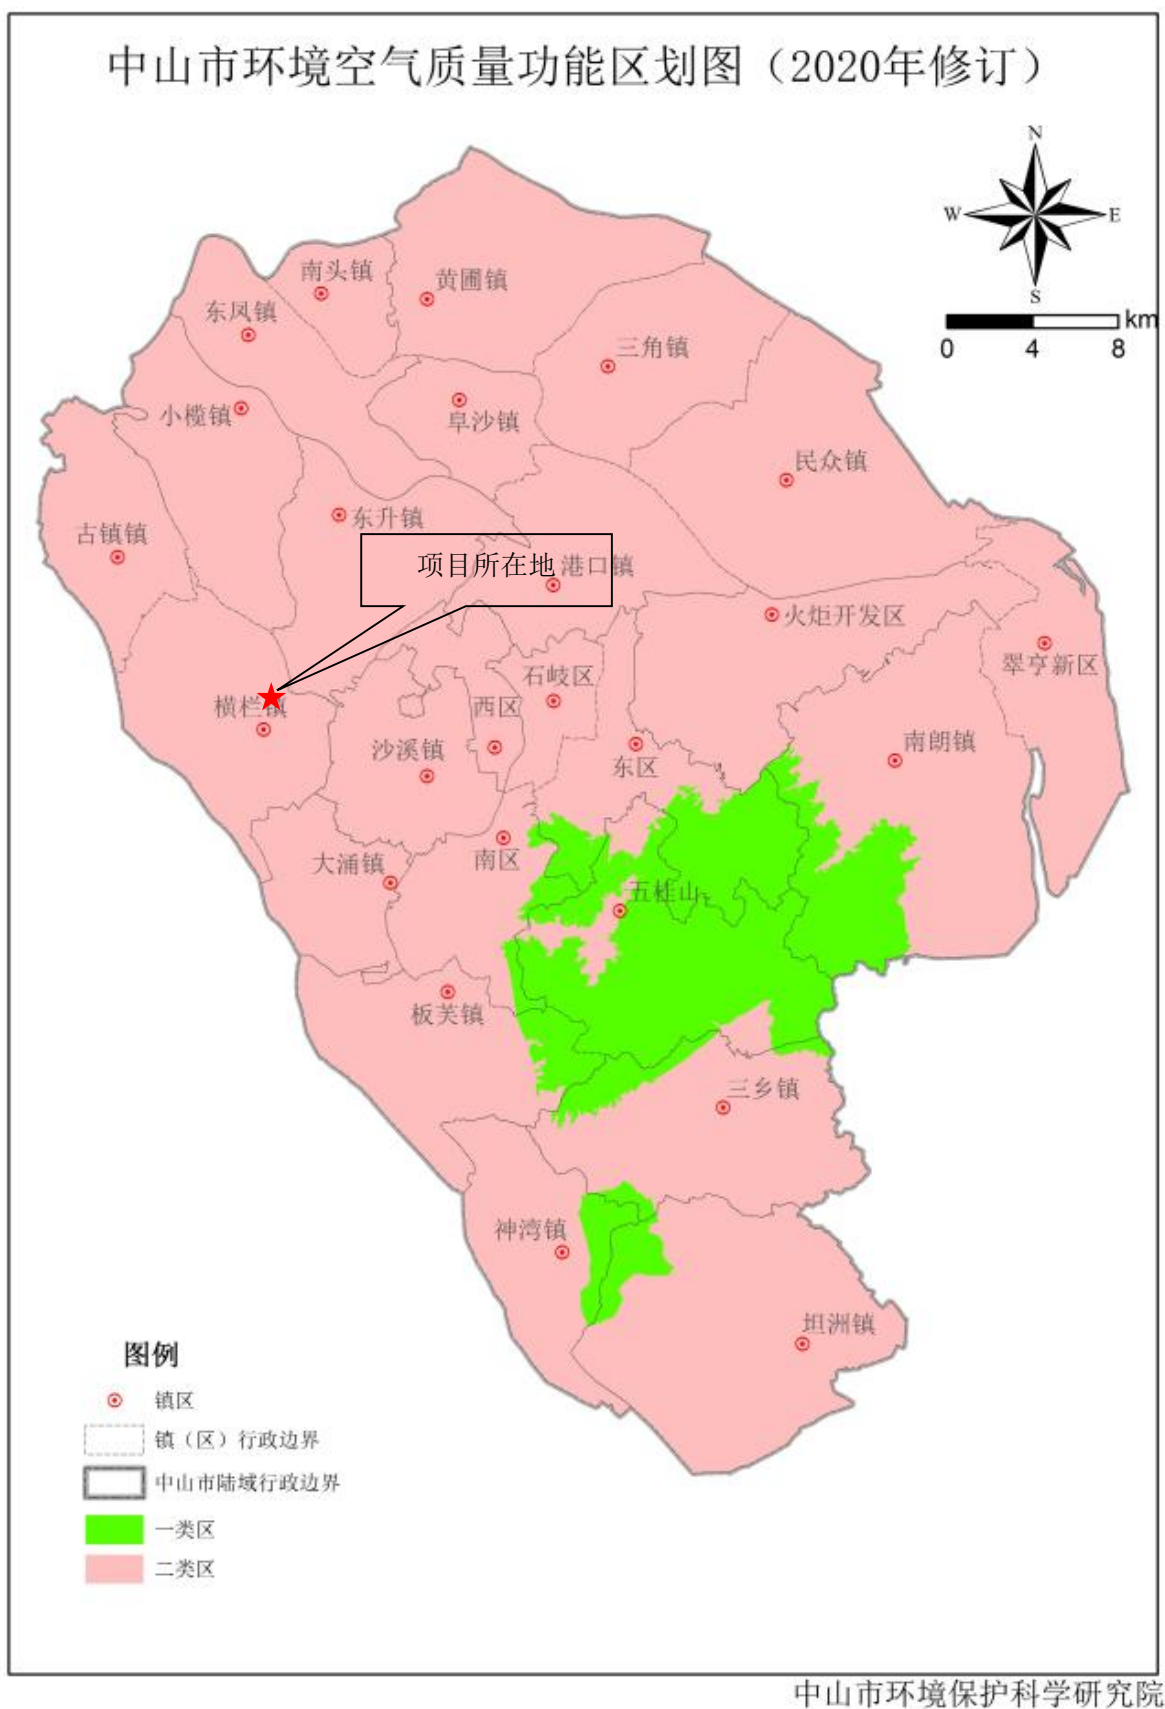 中山市环境空气质量功能区划图（2020年修订）
N
W
E
S
km
0 4 8
南头镇
黄圃镇
东凤镇
三角镇
小榄镇
阜沙镇
民众镇
东升镇
古镇镇
项目所在地
港口镇
火炬开发区
翠亨新区
石岐区
横栏镇
西区
沙溪镇
东区
南朗镇
南区
大涌镇
五桂山
板芙镇
三乡镇
神湾镇
坦洲镇
图例
镇区
镇（区）行政边界
中山市陆域行政边界
一类区
二类区
中山市环境保护科学研究院